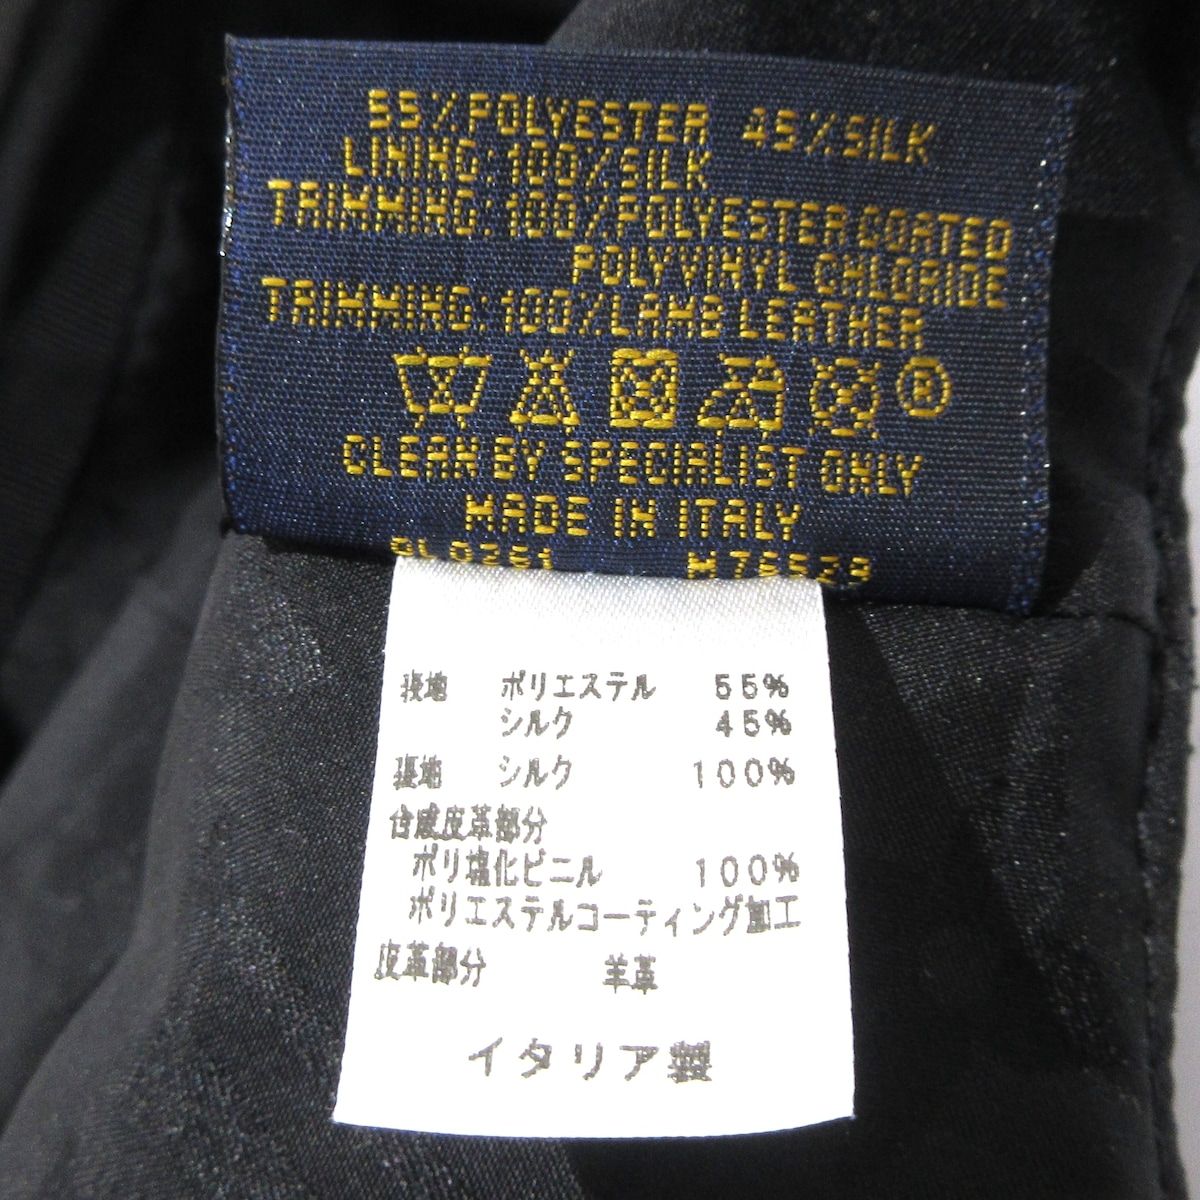 55%POLYESTER 45%SILK
LINING:100%SILK
TRIMMING:100%POLYESTER COATED
POLYVINYL CHLORIDE
TRIMMING:100%LAMB LEATHER
®
CLEAN BY SPECIALIST ONLY
MADE IN ITALY
M76523
表地 ポリエステル 55%
シルク 45%
裏地 シルク 100%
合成皮革部分
ポリ塩化ビニル 100%
ポリエステルコーティング加工
皮革部分 羊革
イタリア製